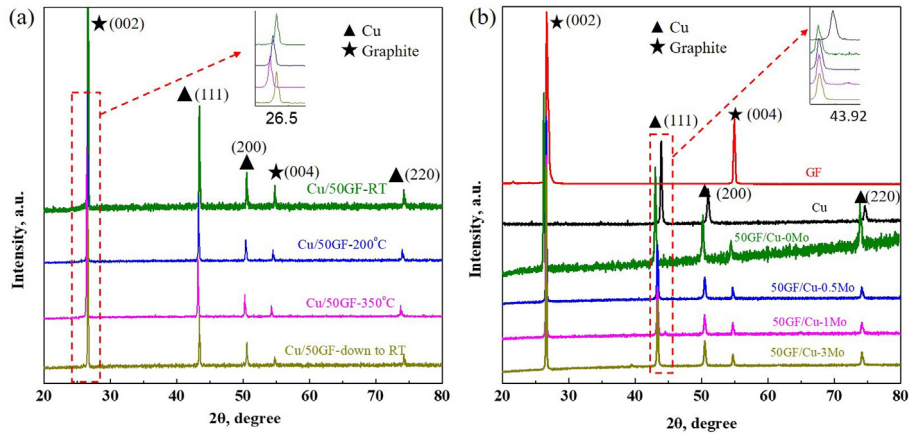 (a)
★(002)
▲ Cu
★ Graphite
26.5
▲(111)
(200)
▲
★(004)
▲(220)
Cu/50GF-RT
Cu/50GF-200°C
Cu/50GF-350°C
Cu/50GF-down to RT
Intensity, a.u.
20 30 40 50 60 70 80
2θ, degree
(b)
★(002)
▲ Cu
★ Graphite
43.92
▲(111)
★(004)
GF
▲(200)
Cu
▲(220)
50GF/Cu-0Mo
50GF/Cu-0.5Mo
50GF/Cu-1Mo
50GF/Cu-3Mo
Intensity, a.u.
20 30 40 50 60 70 80
2θ, degree